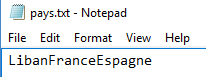 pays.txt - Notepad
File Edit Format View Help
LibanFranceEspagne